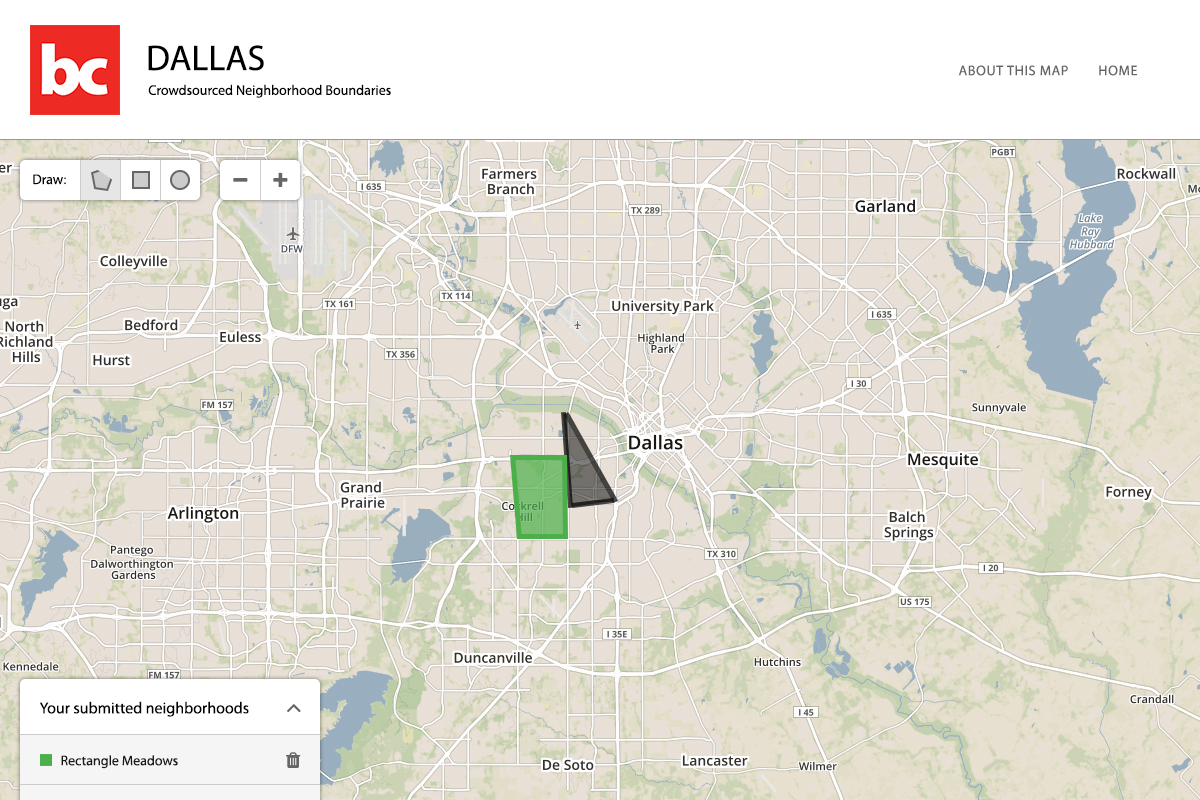 bc
DALLAS
Crowdsourced Neighborhood Boundaries
ABOUT THIS MAP
HOME
Draw:
− +
I 635
Farmers
Branch
PGBT
Rockwall
TX 289
Garland
Lake
Ray
Hubbard
DFW
Colleyville
TX 161
TX 114
University Park
I 635
North
Richland
Hills
Bedford
Euless
Highland
Park
Hurst
TX 356
I 30
FM 157
Sunnyvale
Dallas
Mesquite
Grand
Prairie
Forney
Arlington
Cockrell
Hill
Balch
Springs
Pantego
Dalworthington
Gardens
TX 310
I 20
US 175
I 35E
Duncanville
Kennedale
Hutchins
FM 157
Crandall
I 45
Your submitted neighborhoods
Rectangle Meadows
De Soto
Lancaster
Wilmer